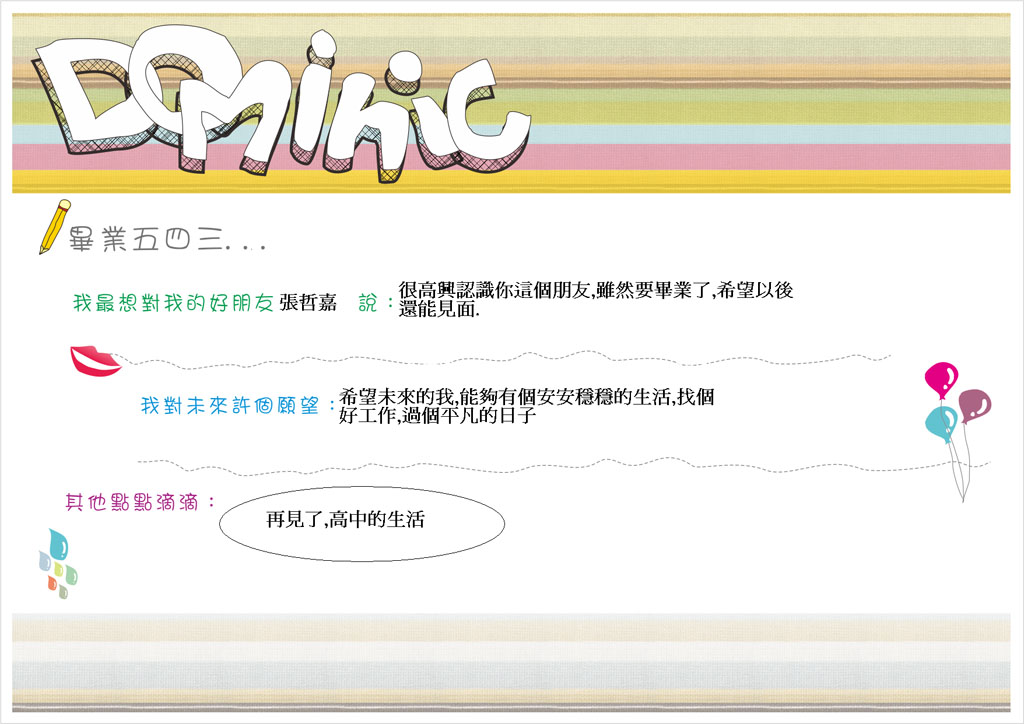 DOMiNiC
畢業五四三...
我最想對我的好朋友 張哲嘉 說：很高興認識你這個朋友,雖然要畢業了,希望以後
還能見面.
我對未來許個願望：希望未來的我,能夠有個安安穩穩的生活,找個
好工作,過個平凡的日子
其他點點滴滴：
再見了,高中的生活